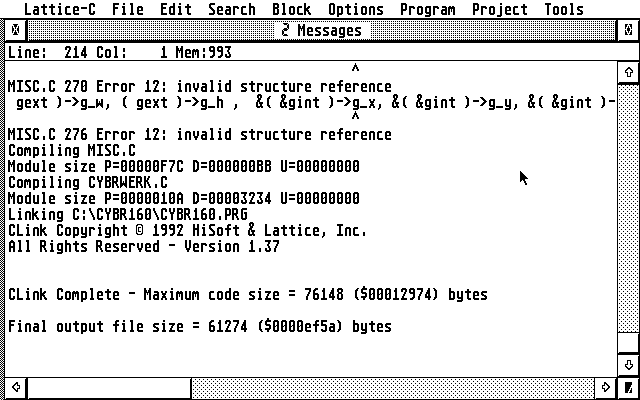 Lattice-C File Edit Search Block Options Program Project Tools
2 Messages
Line: 214 Col: 1 Mem:993
^
MISC.C 270 Error 12: invalid structure reference
gext )->g_w, ( gext )->g_h , &( &gint )->g_x, &( &gint )->g_y, &( &gint )-
^
MISC.C 276 Error 12: invalid structure reference
Compiling MISC.C
Module size P=00000F7C D=000000BB U=00000000
Compiling CYBRWERK.C
Module size P=0000010A D=00003234 U=00000000
Linking C:\CYBR160\CYBR160.PRG
CLink Copyright © 1992 HiSoft & Lattice, Inc.
All Rights Reserved - Version 1.37
CLink Complete - Maximum code size = 76148 ($00012974) bytes
Final output file size = 61274 ($0000ef5a) bytes